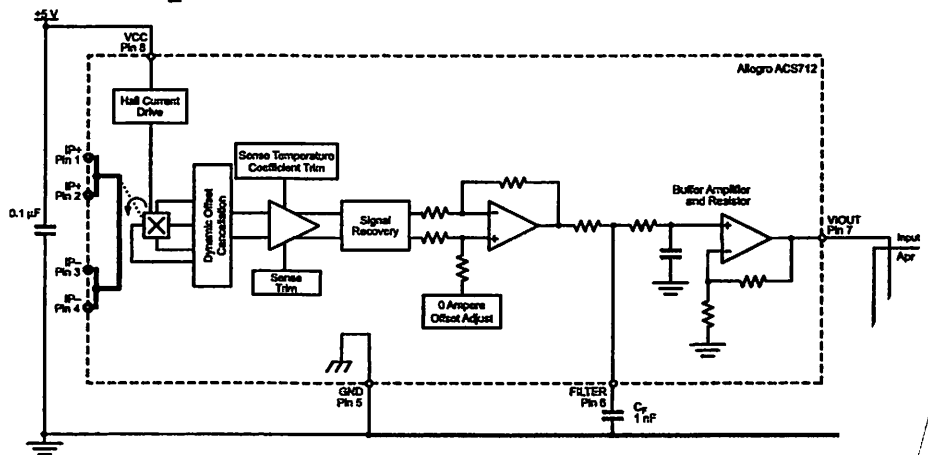 +5 V
VCC
Pin 8
Allegro ACS712
Hall Current
Drive
IP+
Pin 1
IP+
Pin 2
IP–
Pin 3
IP–
Pin 4
0.1 µF
Dynamic Offset
Cancellation
Sense Temperature
Coefficient Trim
Sense
Trim
Signal
Recovery
0 Ampere
Offset Adjust
Buffer Amplifier
and Resistor
VIOUT
Pin 7
Input
Apr
GND
Pin 5
FILTER
Pin 6
CF
1 nF